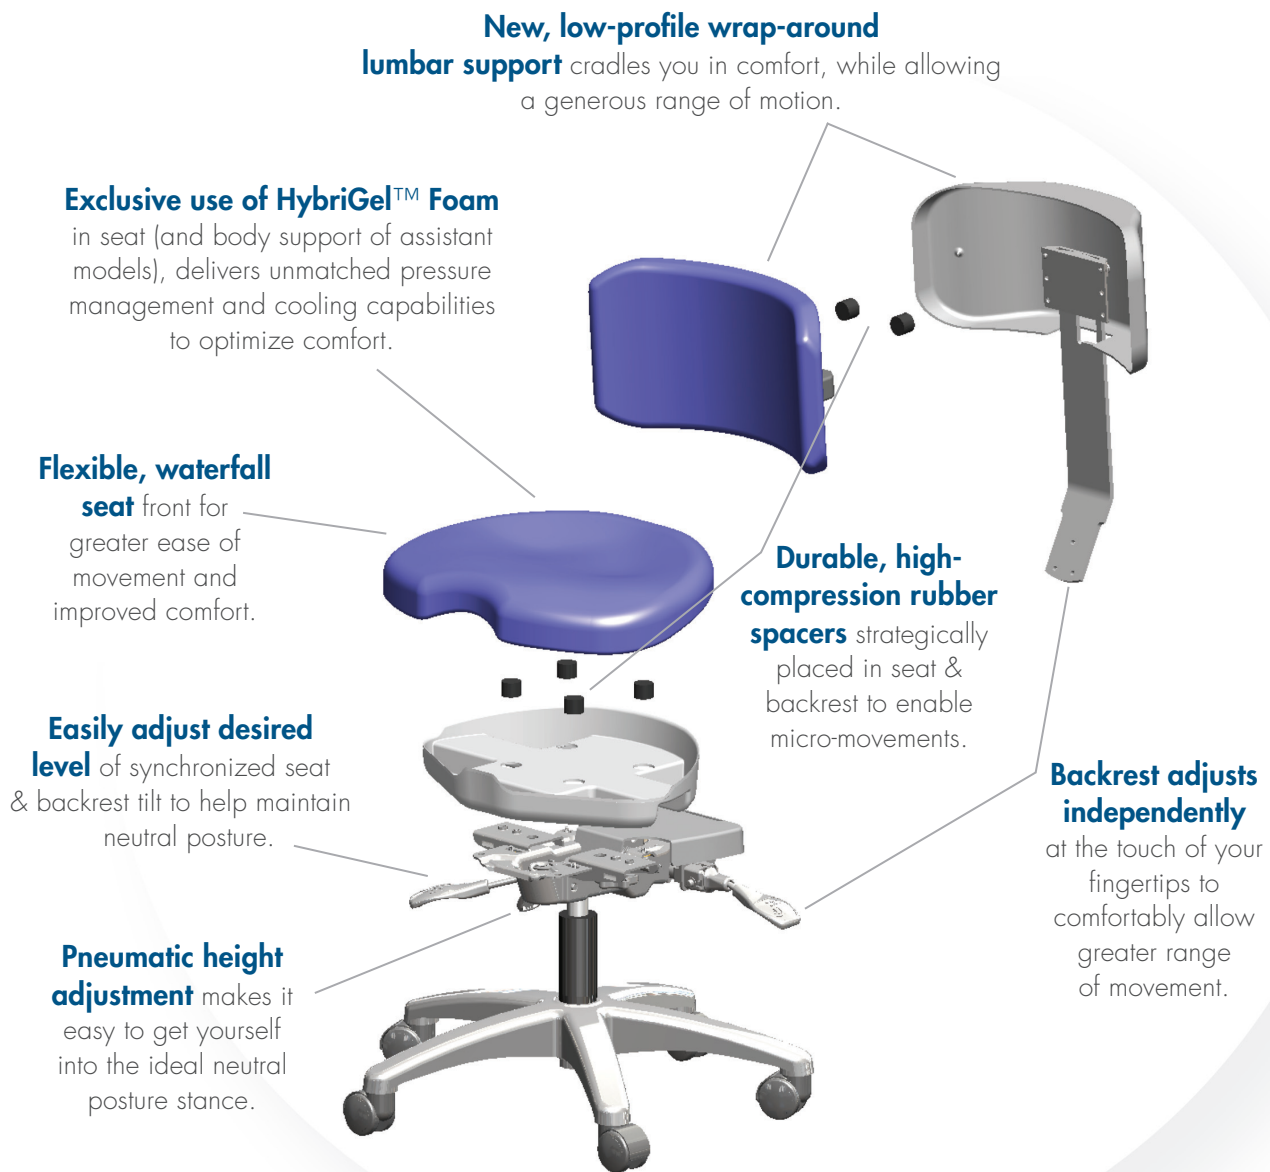 New, low-profile wrap-around
lumbar support cradles you in comfort, while allowing
a generous range of motion.
Exclusive use of HybriGel™ Foam
in seat (and body support of assistant
models), delivers unmatched pressure
management and cooling capabilities
to optimize comfort.
Flexible, waterfall
seat front for
greater ease of
movement and
improved comfort.
Durable, high-
compression rubber
spacers strategically
placed in seat &
backrest to enable
micro-movements.
Easily adjust desired
level of synchronized seat
& backrest tilt to help maintain
neutral posture.
Backrest adjusts
independently
at the touch of your
fingertips to
comfortably allow
greater range
of movement.
Pneumatic height
adjustment makes it
easy to get yourself
into the ideal neutral
posture stance.